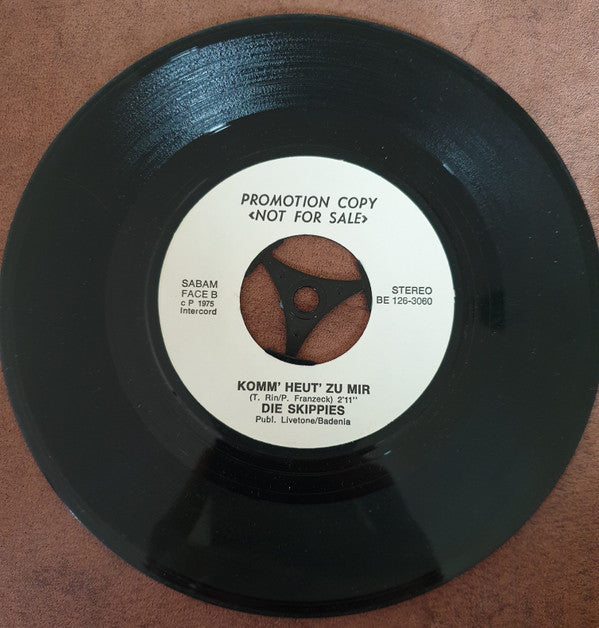 PROMOTION COPY
<NOT FOR SALE>
SABAM
FACE B
c P 1975
Intercord
STEREO
BE 126-3060
KOMM' HEUT' ZU MIR
(T. Rin/P. Franzeck) 2'11"
DIE SKIPPIES
Publ. Livetone/Badenia